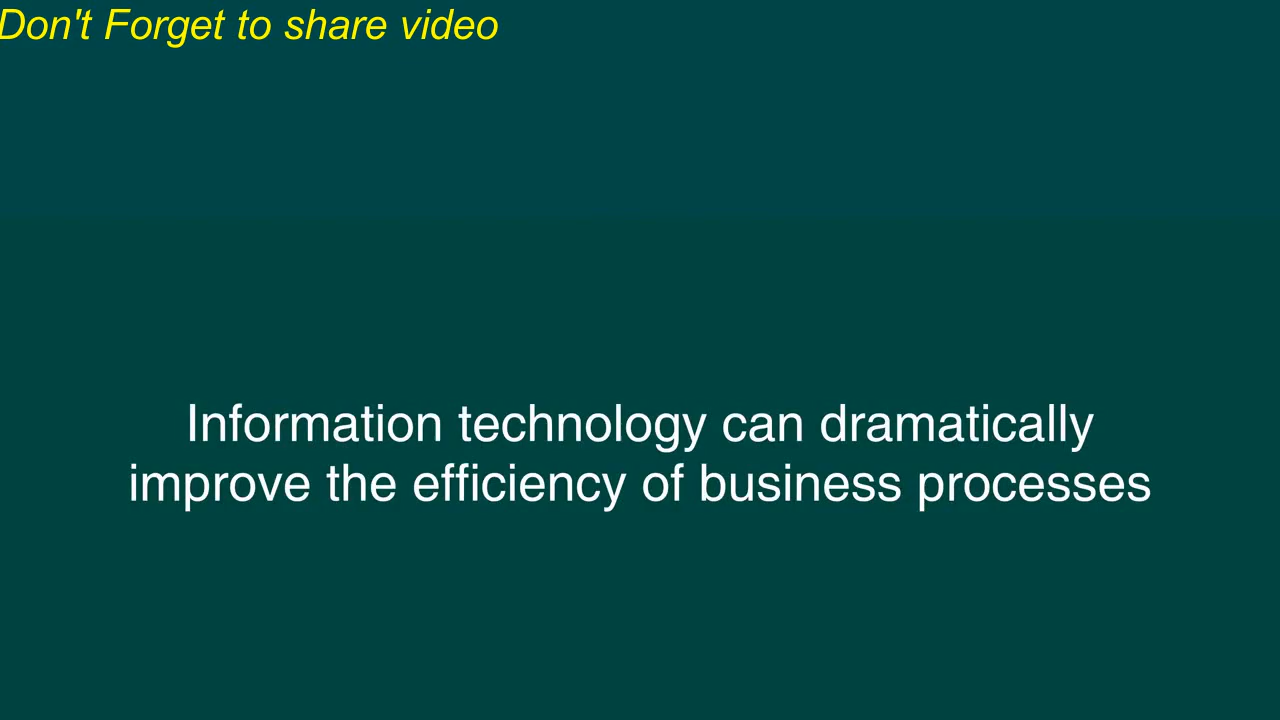 Don't Forget to share video
Information technology can dramatically
improve the efficiency of business processes